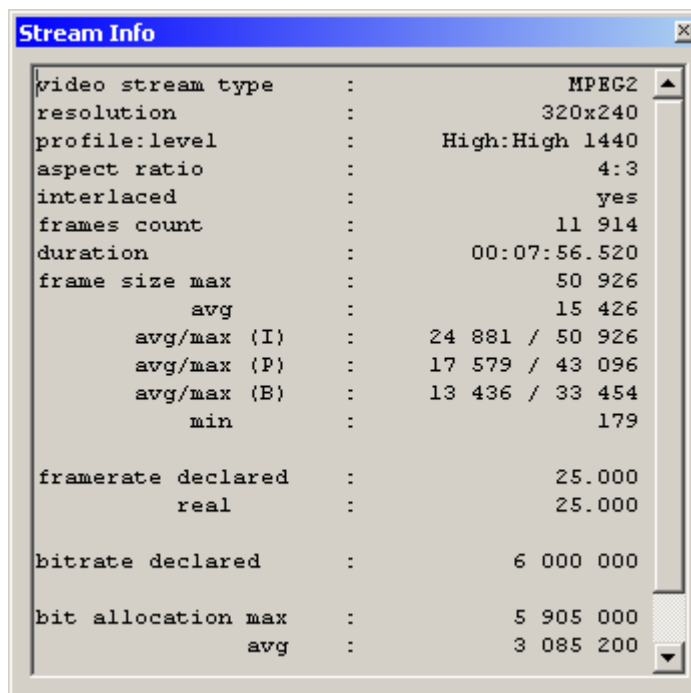 Stream Info
video stream type : MPEG2
resolution : 320x240
profile:level : High:High 1440
aspect ratio : 4:3
interlaced : yes
frames count : 11 914
duration : 00:07:56.520
frame size max : 50 926
avg : 15 426
avg/max (I) : 24 881 / 50 926
avg/max (P) : 17 579 / 43 096
avg/max (B) : 13 436 / 33 454
min : 179
framerate declared : 25.000
real : 25.000
bitrate declared : 6 000 000
bit allocation max : 5 905 000
avg : 3 085 200